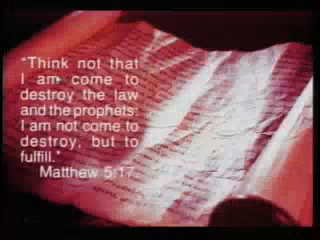 "Think not that
I am come to
destroy the law
and the prophets:
I am not come to
destroy, but to
fulfill."
Matthew 5:17